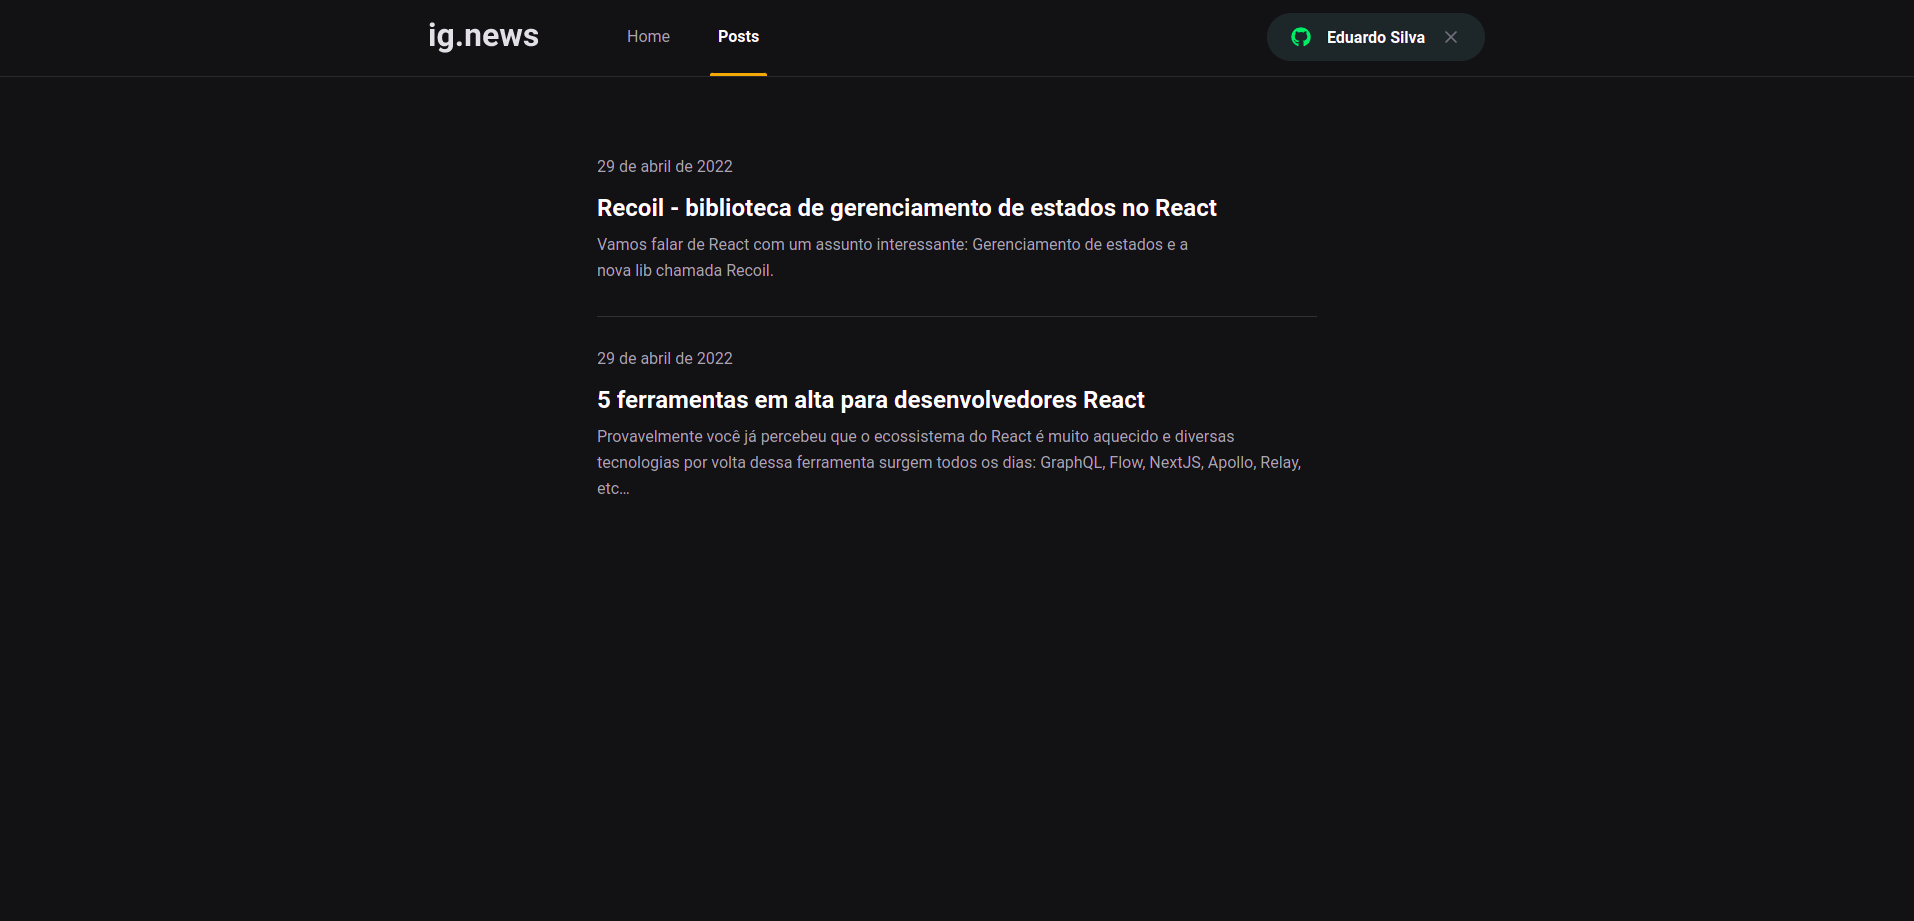 ig.news
Home
Posts
Eduardo Silva
29 de abril de 2022
Recoil - biblioteca de gerenciamento de estados no React
Vamos falar de React com um assunto interessante: Gerenciamento de estados e a
nova lib chamada Recoil.
29 de abril de 2022
5 ferramentas em alta para desenvolvedores React
Provavelmente você já percebeu que o ecossistema do React é muito aquecido e diversas
tecnologias por volta dessa ferramenta surgem todos os dias: GraphQL, Flow, NextJS, Apollo, Relay,
etc…